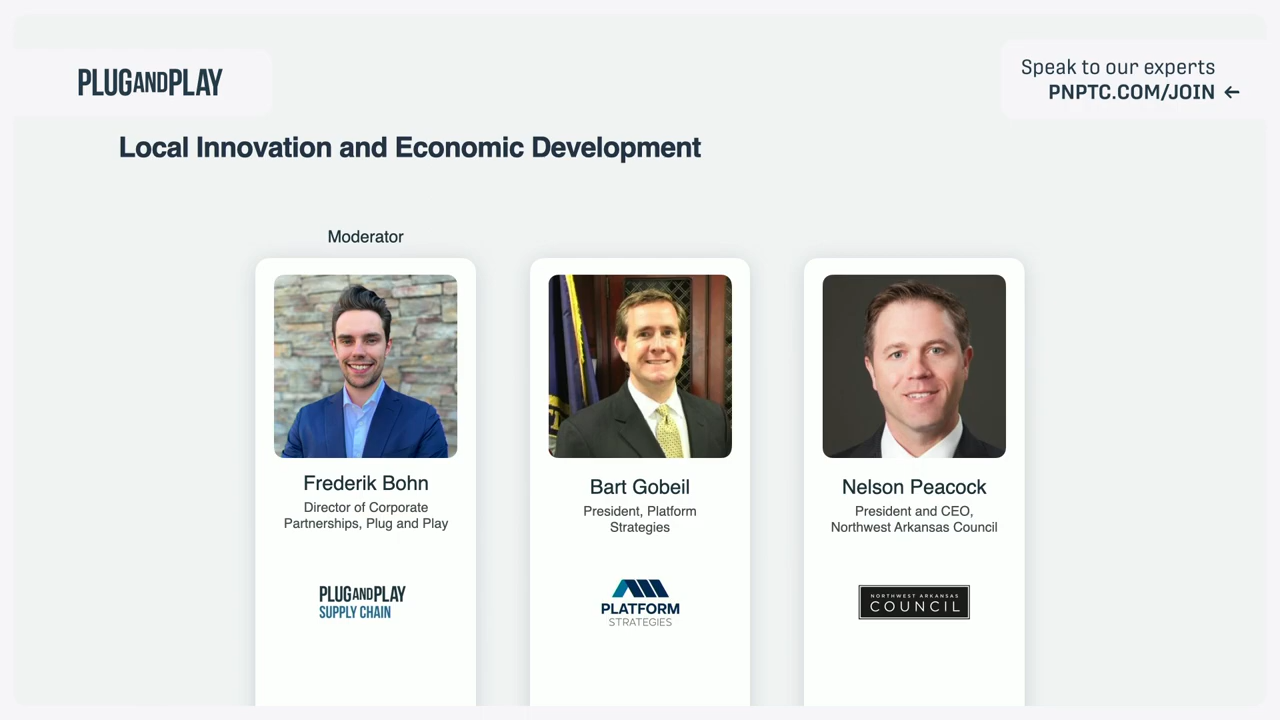 PLUGANDPLAY
Speak to our experts
PNPTC.COM/JOIN ←
Local Innovation and Economic Development
Moderator
Frederik Bohn
Director of Corporate
Partnerships, Plug and Play
PLUGANDPLAY
SUPPLY CHAIN
Bart Gobeil
President, Platform
Strategies
PLATFORM
STRATEGIES
Nelson Peacock
President and CEO,
Northwest Arkansas Council
NORTHWEST ARKANSAS
COUNCIL